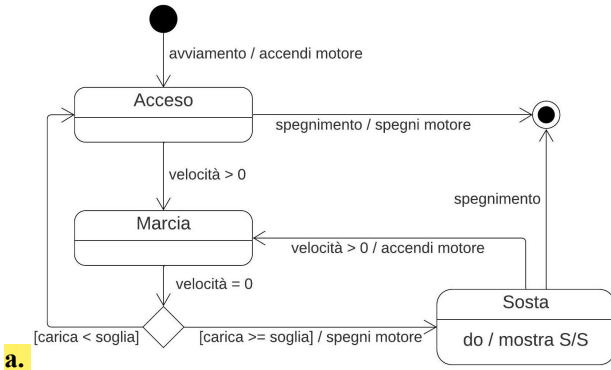 avviamento / accendi motore
Acceso
spegnimento / spegni motore
velocità > 0
spegnimento
Marcia
velocità > 0 / accendi motore
velocità = 0
Sosta
[carica < soglia]
[carica >= soglia] / spegni motore
do / mostra S/S
a.